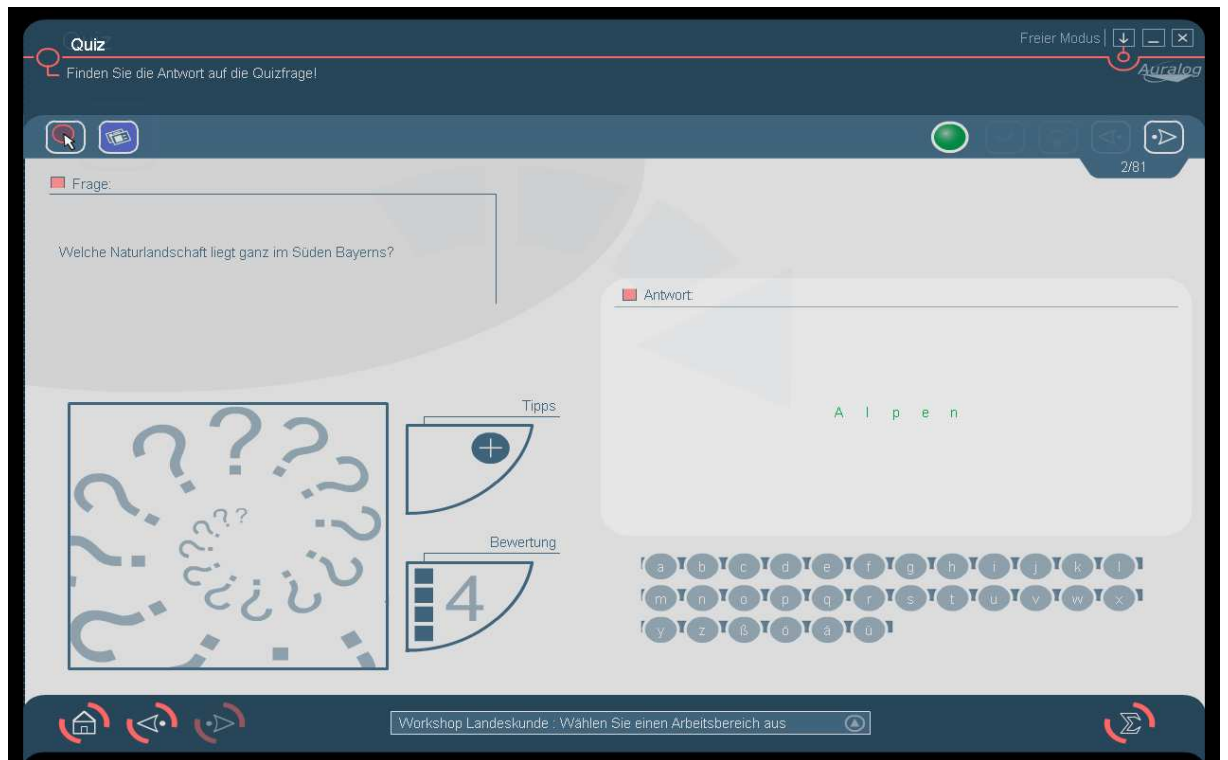 Quiz
Freier Modus
Finden Sie die Antwort auf die Quizfrage!
Auralog
2/81
Frage:
Welche Naturlandschaft liegt ganz im Süden Bayerns?
Antwort:
Tipps
A l p e n
Bewertung
4
a b c d e f g h i j k l
m n o p q r s t u v w x
y z ß ö ä ü
Workshop Landeskunde : Wählen Sie einen Arbeitsbereich aus